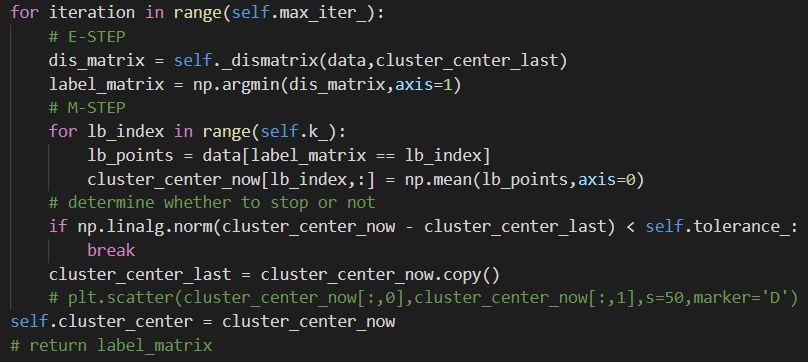 for iteration in range(self.max_iter_):
    # E-STEP
    dis_matrix = self._dismatrix(data,cluster_center_last)
    label_matrix = np.argmin(dis_matrix,axis=1)
    # M-STEP
    for lb_index in range(self.k_):
        lb_points = data[label_matrix == lb_index]
        cluster_center_now[lb_index,:] = np.mean(lb_points,axis=0)
    # determine whether to stop or not
    if np.linalg.norm(cluster_center_now - cluster_center_last) < self.tolerance_:
        break
    cluster_center_last = cluster_center_now.copy()
    # plt.scatter(cluster_center_now[:,0],cluster_center_now[:,1],s=50,marker='D')
self.cluster_center = cluster_center_now
# return label_matrix